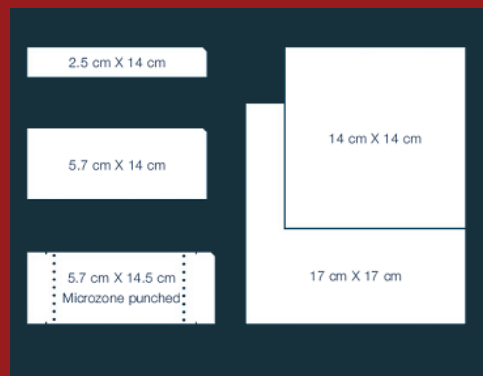 2.5 cm X 14 cm
5.7 cm X 14 cm
5.7 cm X 14.5 cm
Microzone punched
14 cm X 14 cm
17 cm X 17 cm